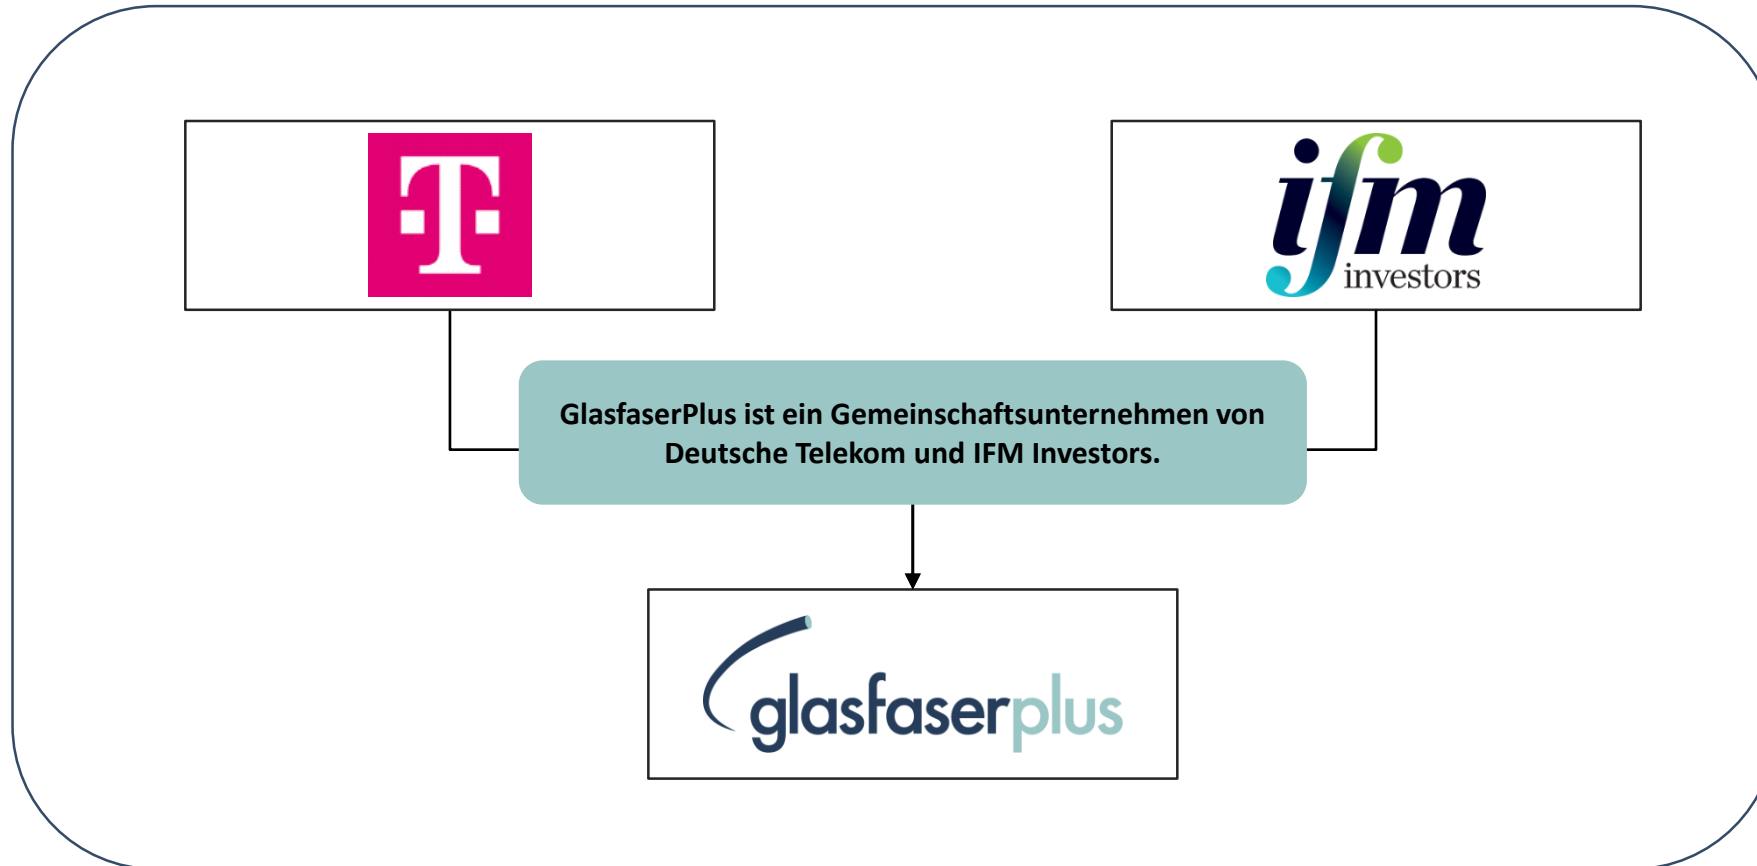 T
ifm
investors
GlasfaserPlus ist ein Gemeinschaftsunternehmen von
Deutsche Telekom und IFM Investors.
glasfaserplus